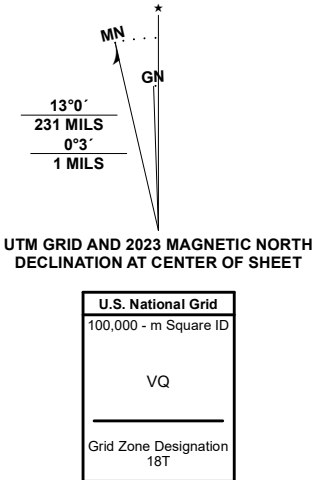 ★
MN
GN
13°0´
231 MILS
0°3´
1 MILS
UTM GRID AND 2023 MAGNETIC NORTH
DECLINATION AT CENTER OF SHEET
U.S. National Grid
100,000 - m Square ID
VQ
Grid Zone Designation
18T